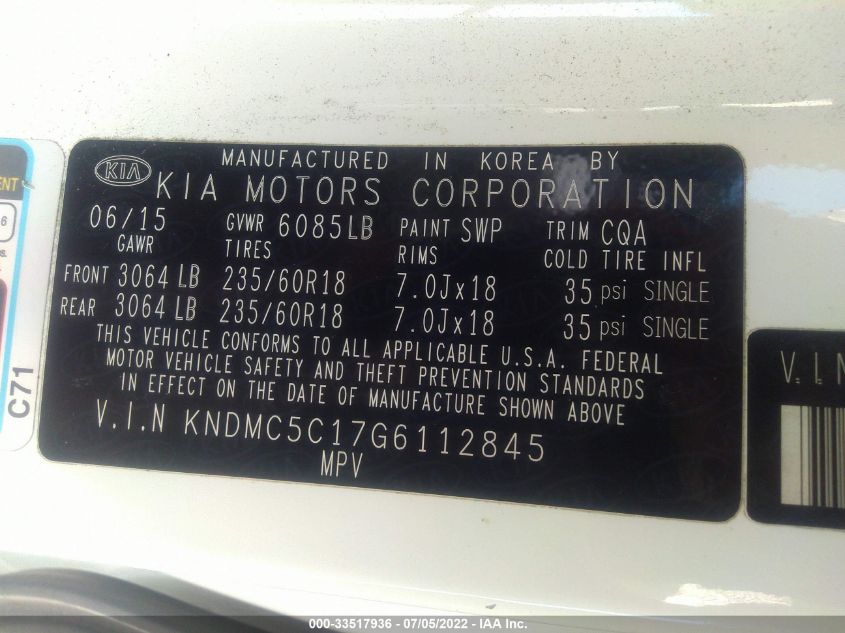 MANUFACTURED IN KOREA BY
KIA KIA MOTORS CORPORATION
06/15 GVWR 6085LB PAINT SWP TRIM CQA
GAWR TIRES RIMS COLD TIRE INFL
FRONT 3064 LB 235/60R18 7.0Jx18 35 psi SINGLE
REAR 3064 LB 235/60R18 7.0Jx18 35 psi SINGLE
THIS VEHICLE CONFORMS TO ALL APPLICABLE U.S.A. FEDERAL
MOTOR VEHICLE SAFETY AND THEFT PREVENTION STANDARDS
IN EFFECT ON THE DATE OF MANUFACTURE SHOWN ABOVE
V.I.N KNDMC5C17G6112845
MPV
C71
V.I.N
000-33517936 - 07/05/2022 - IAA Inc.